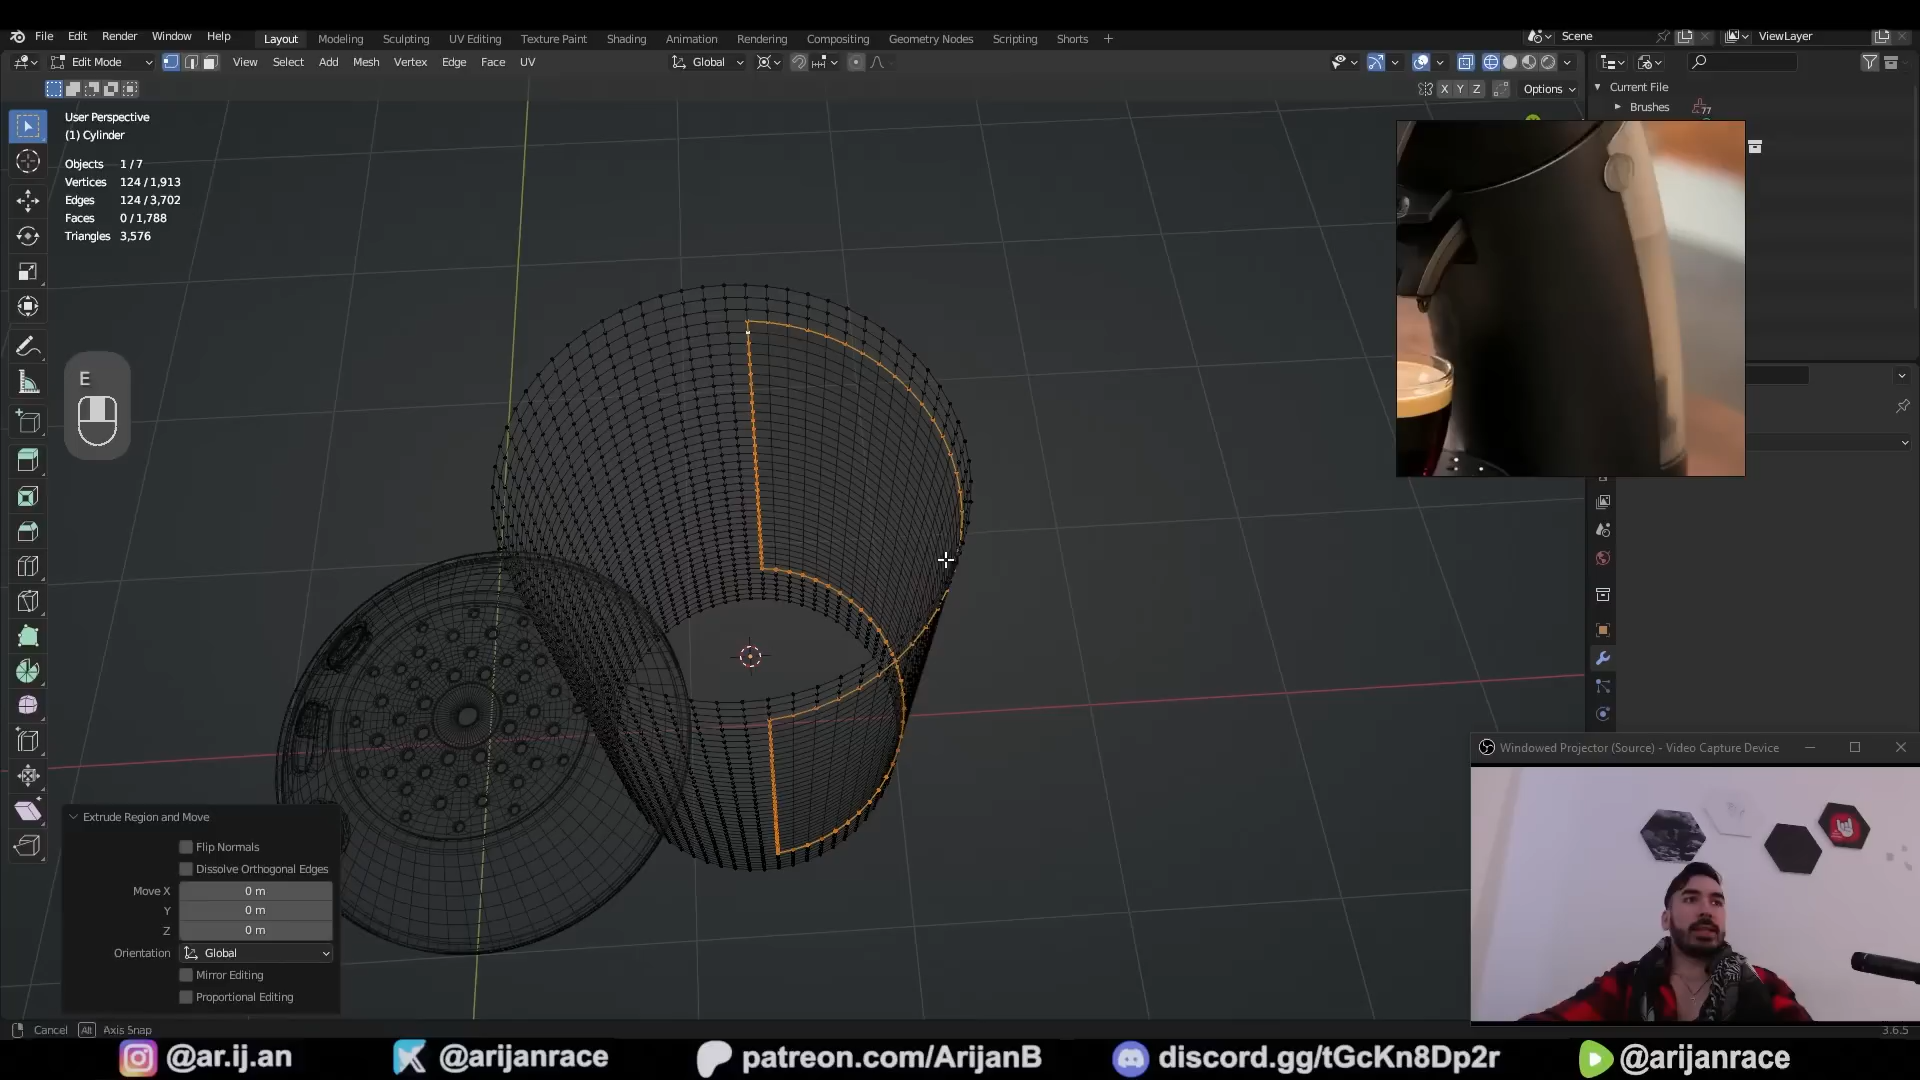 File Edit Render Window Help Layout Modeling Sculpting UV Editing Texture Paint Shading Animation Rendering Compositing Geometry Nodes Scripting Shorts + Scene ViewLayer
Edit Mode View Select Add Mesh Vertex Edge Face UV Global
X Y Z Options
Current File
Brushes 77
User Perspective
(1) Cylinder
Objects 1 / 7
Vertices 124 / 1,913
Edges 124 / 3,702
Faces 0 / 1,788
Triangles 3,576
E
Windowed Projector (Source) - Video Capture Device
Extrude Region and Move
Flip Normals
Dissolve Orthogonal Edges
Move X 0 m
Y 0 m
Z 0 m
Orientation Global
Mirror Editing
Proportional Editing
Cancel Alt Axis Snap 3.6.5
@ar.ij.an @arijanrace patreon.com/ArijanB discord.gg/tGcKn8Dp2r @arijanrace